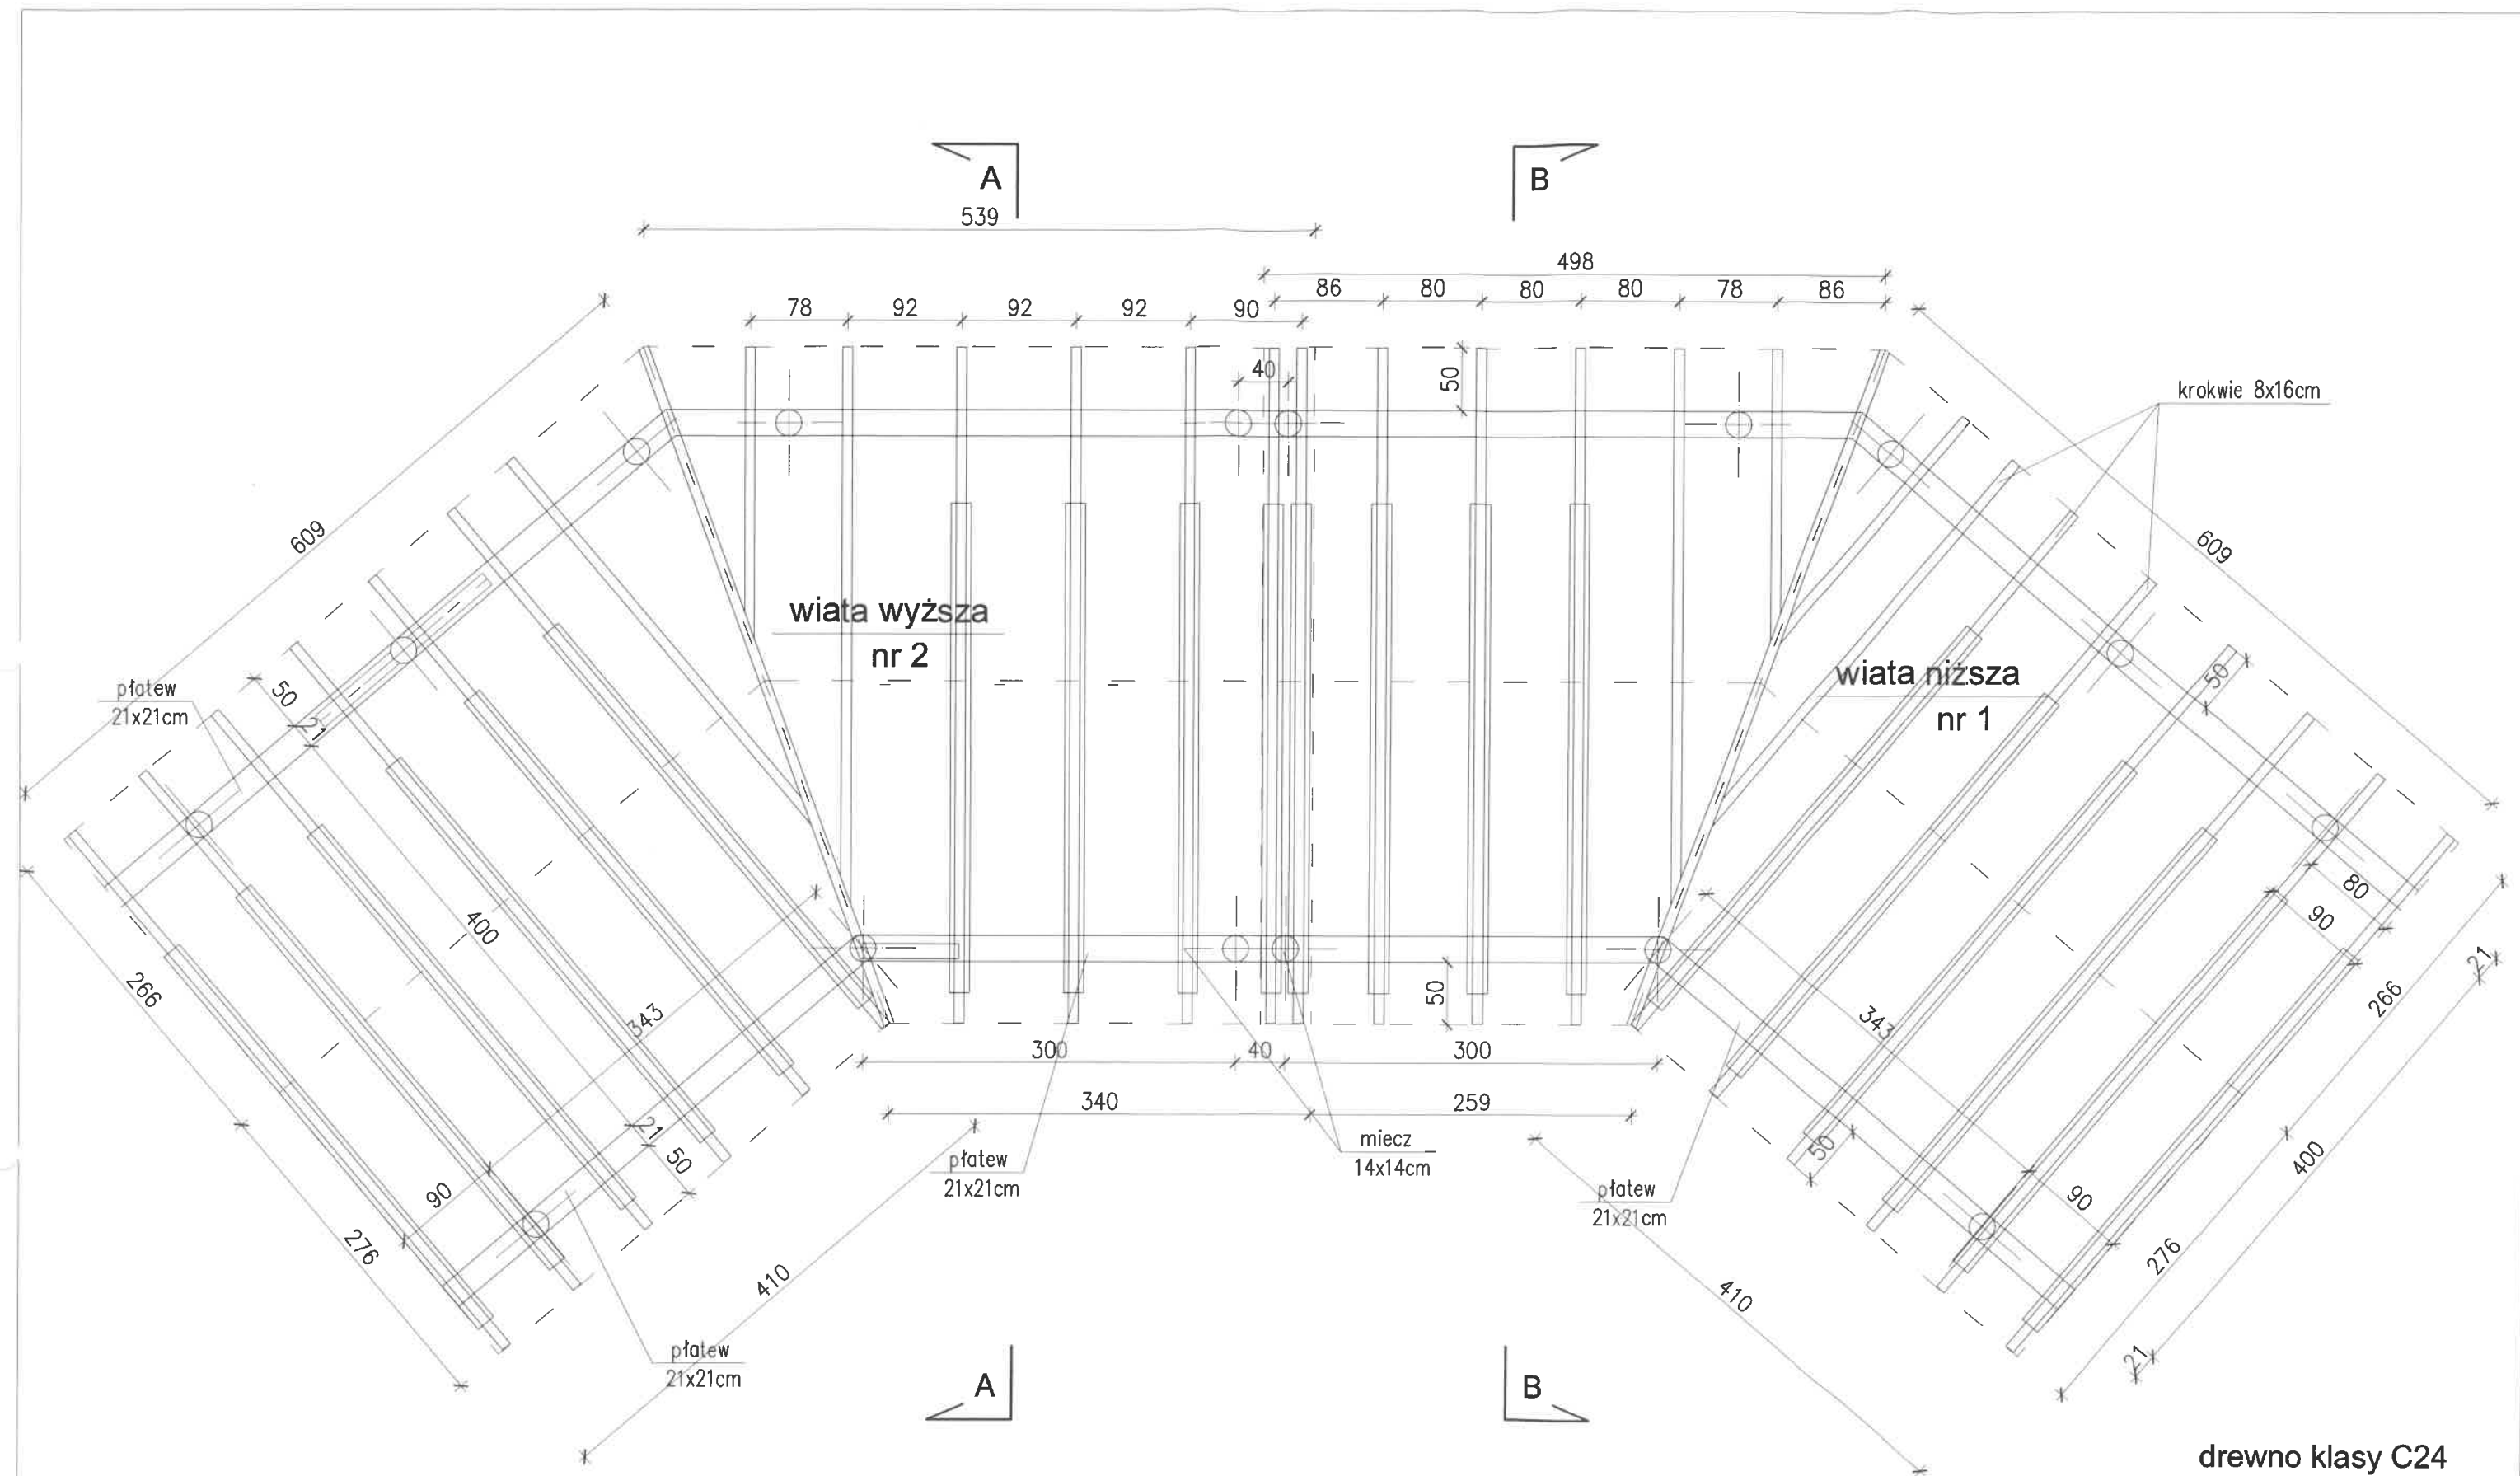 A
B
539
498
86
80
80
80
78
86
78
92
92
92
90
40
50
krokwie 8x16cm
609
609
wiata wyższa
nr 2
wiata niższa
nr 1
płatew
21x21cm
50
21
50
400
343
266
276
90
21
50
300
40
300
340
259
410
płatew
21x21cm
miecz
14x14cm
płatew
21x21cm
płatew
21x21cm
50
343
50
80
90
266
21
400
276
90
21
410
A
B
drewno klasy C24